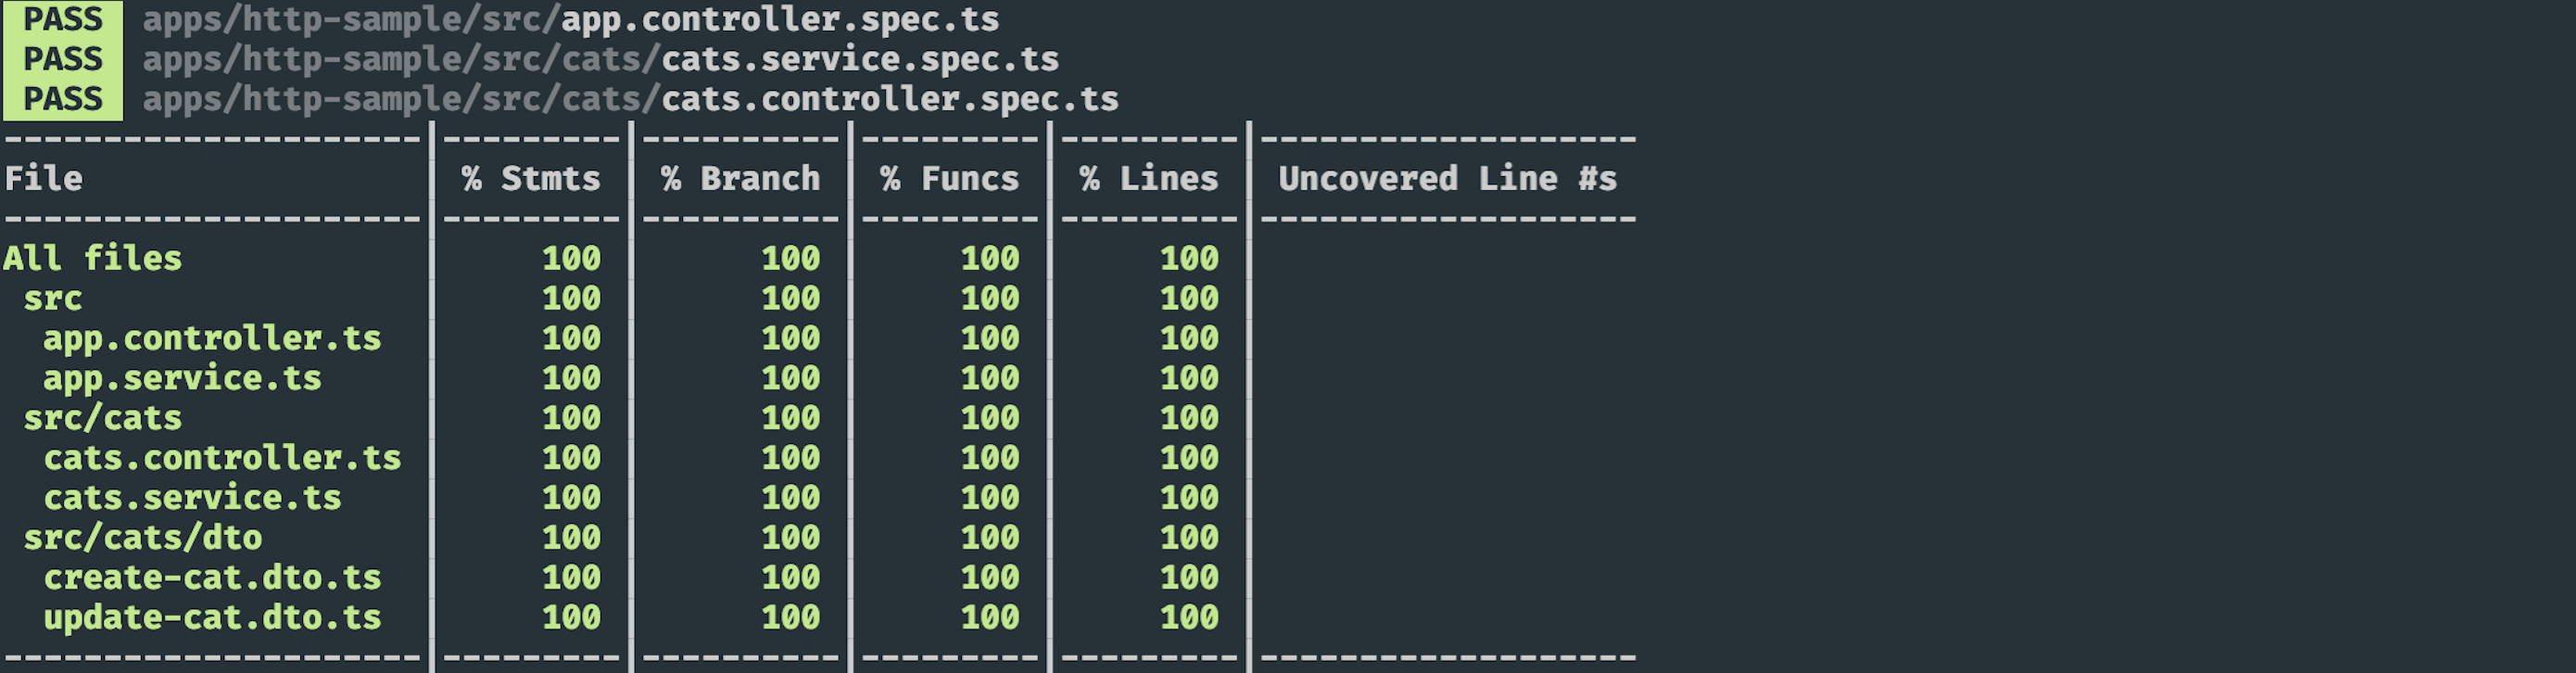 PASS apps/http-sample/src/app.controller.spec.ts
PASS apps/http-sample/src/cats/cats.service.spec.ts
PASS apps/http-sample/src/cats/cats.controller.spec.ts
---------------------|---------|----------|---------|---------|-------------------
File | % Stmts | % Branch | % Funcs | % Lines | Uncovered Line #s
---------------------|---------|----------|---------|---------|-------------------
All files | 100 | 100 | 100 | 100 |
src | 100 | 100 | 100 | 100 |
app.controller.ts | 100 | 100 | 100 | 100 |
app.service.ts | 100 | 100 | 100 | 100 |
src/cats | 100 | 100 | 100 | 100 |
cats.controller.ts | 100 | 100 | 100 | 100 |
cats.service.ts | 100 | 100 | 100 | 100 |
src/cats/dto | 100 | 100 | 100 | 100 |
create-cat.dto.ts | 100 | 100 | 100 | 100 |
update-cat.dto.ts | 100 | 100 | 100 | 100 |
---------------------|---------|----------|---------|---------|-------------------